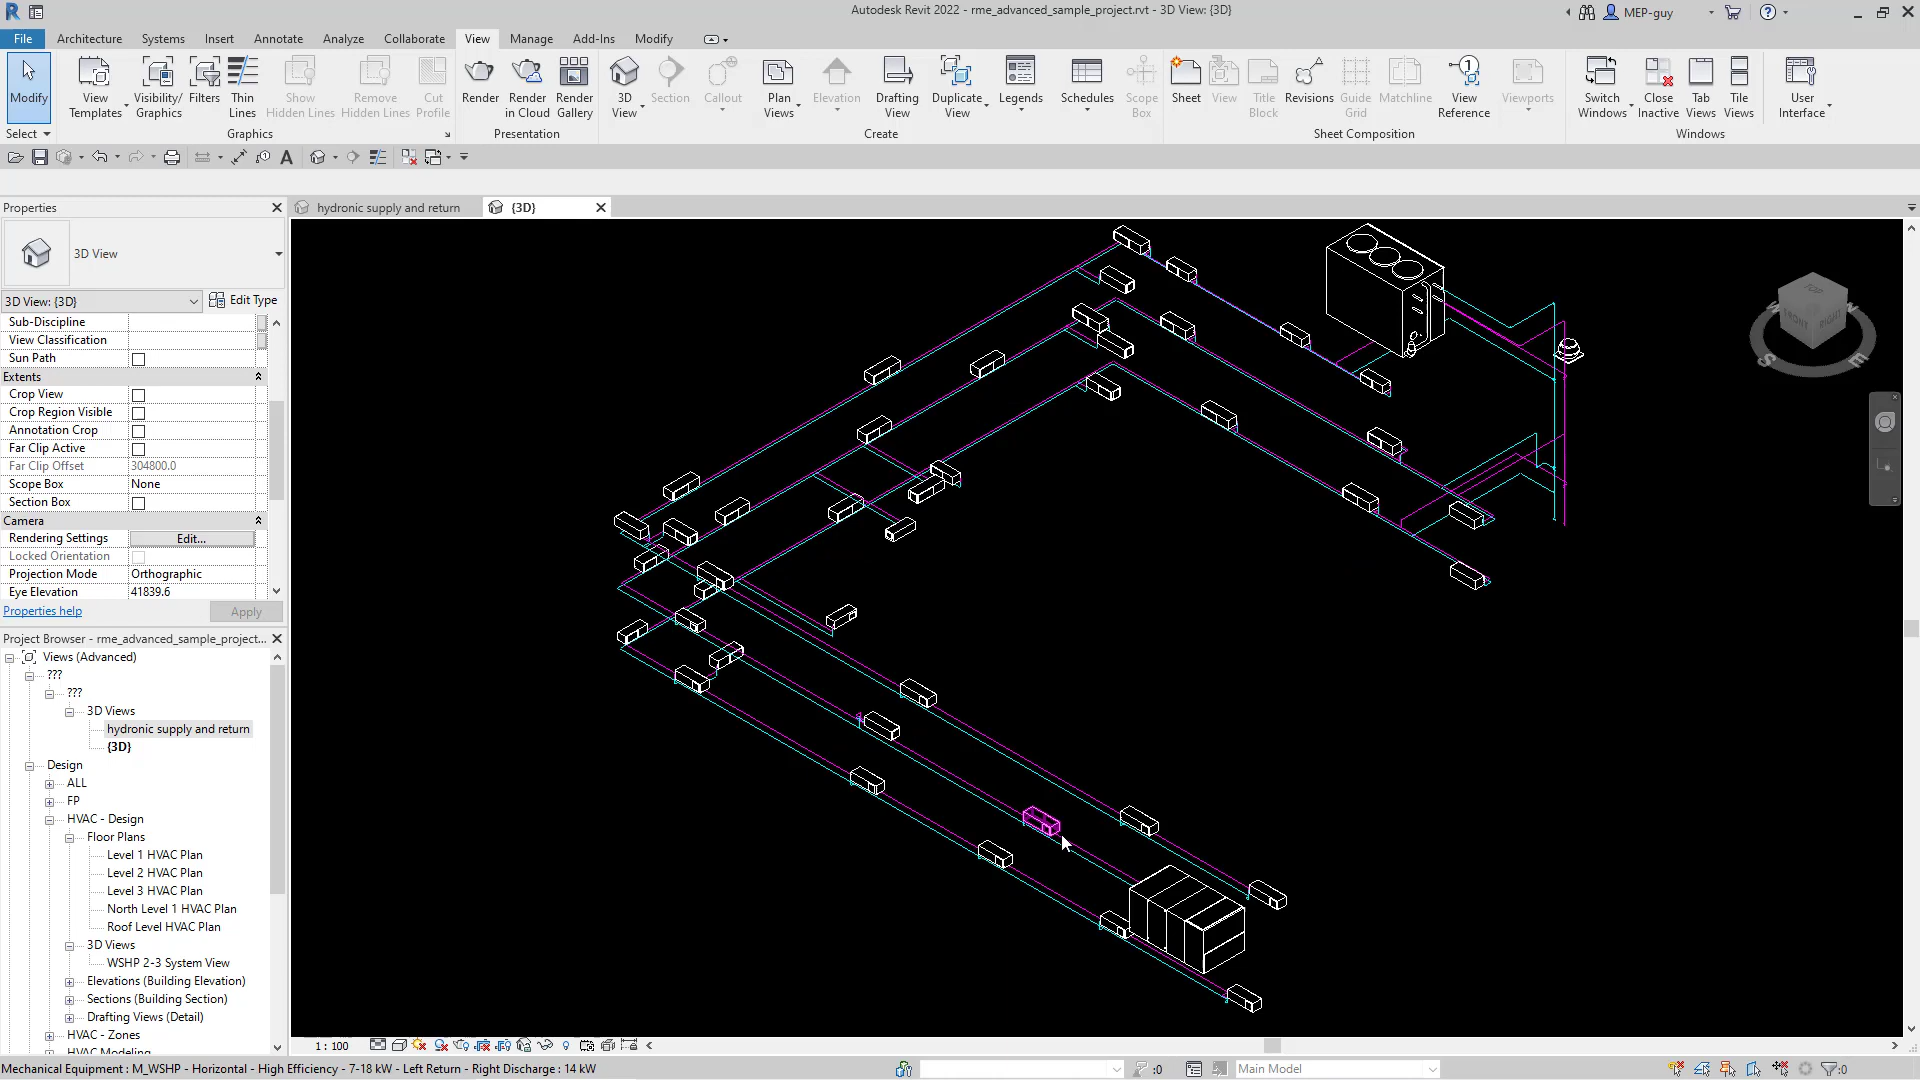 Autodesk Revit 2022 - rme_advanced_sample_project.rvt - 3D View: {3D}
MEP-guy
File Architecture Systems Insert Annotate Analyze Collaborate View Manage Add-Ins Modify
Modify
View Templates
Visibility/ Graphics
Filters
Thin Lines
Show Hidden Lines
Remove Hidden Lines
Cut Profile
Render
Render in Cloud
Render Gallery
3D View
Section
Callout
Plan Views
Elevation
Drafting View
Duplicate View
Legends
Schedules
Scope Box
Sheet
View
Title Block
Revisions
Guide Grid
Matchline
View Reference
Viewports
Switch Windows
Close Inactive
Tab Views
Tile Views
User Interface
Select
Graphics
Presentation
Create
Sheet Composition
Windows
Properties
hydronic supply and return
{3D}
3D View
3D View: {3D}
Edit Type
Sub-Discipline
View Classification
Sun Path
Extents
Crop View
Crop Region Visible
Annotation Crop
Far Clip Active
Far Clip Offset 304800.0
Scope Box None
Section Box
Camera
Rendering Settings Edit...
Locked Orientation
Projection Mode Orthographic
Eye Elevation 41839.6
Properties help
Apply
Project Browser - rme_advanced_sample_project...
Views (Advanced)
???
???
3D Views
hydronic supply and return
{3D}
Design
ALL
FP
HVAC - Design
Floor Plans
Level 1 HVAC Plan
Level 2 HVAC Plan
Level 3 HVAC Plan
North Level 1 HVAC Plan
Roof Level HVAC Plan
3D Views
WSHP 2-3 System View
Elevations (Building Elevation)
Sections (Building Section)
Drafting Views (Detail)
HVAC - Zones
HVAC Modeling
TOP
FRONT
RIGHT
W
N
S
E
1 : 100
Mechanical Equipment : M_WSHP - Horizontal - High Efficiency - 7-18 kW - Left Return - Right Discharge : 14 kW
:0
Main Model
:0